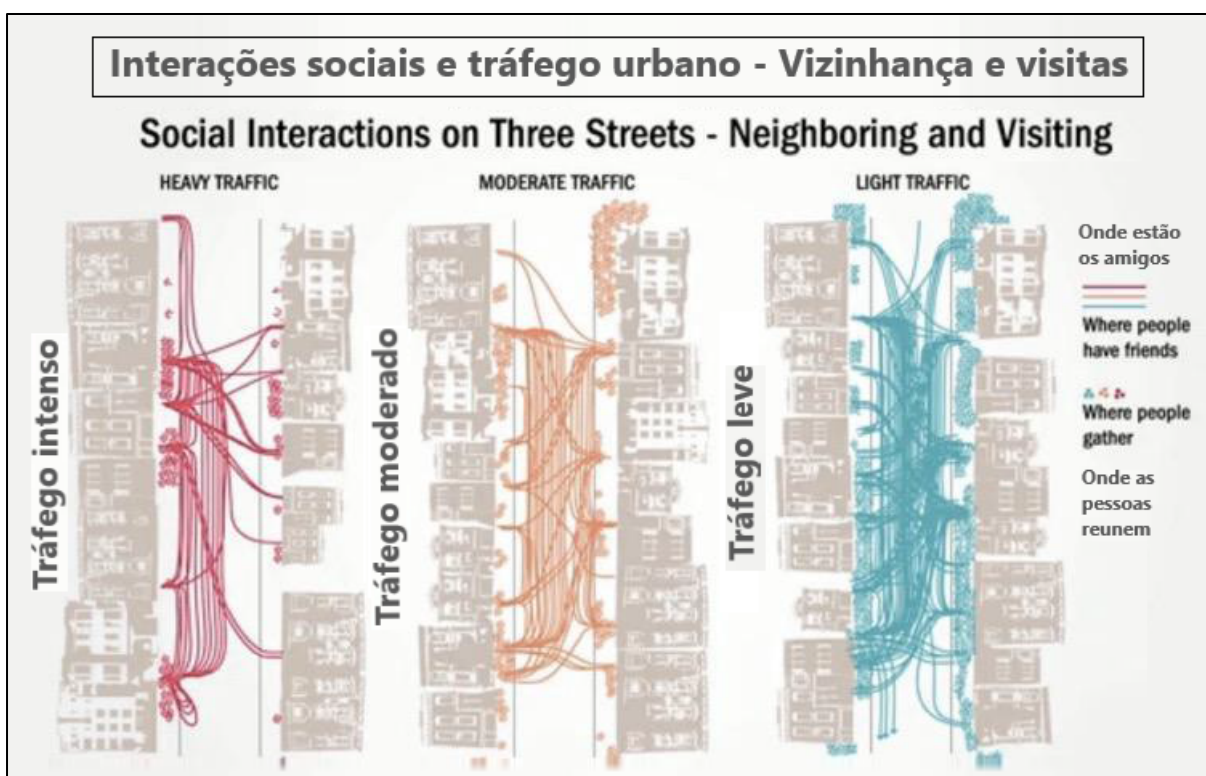 Interações sociais e tráfego urbano - Vizinhança e visitas
Social Interactions on Three Streets - Neighboring and Visiting
HEAVY TRAFFIC
MODERATE TRAFFIC
LIGHT TRAFFIC
Tráfego intenso
Tráfego moderado
Tráfego leve
Onde estão
os amigos
Where people
have friends
Where people
gather
Onde as
pessoas
reunem